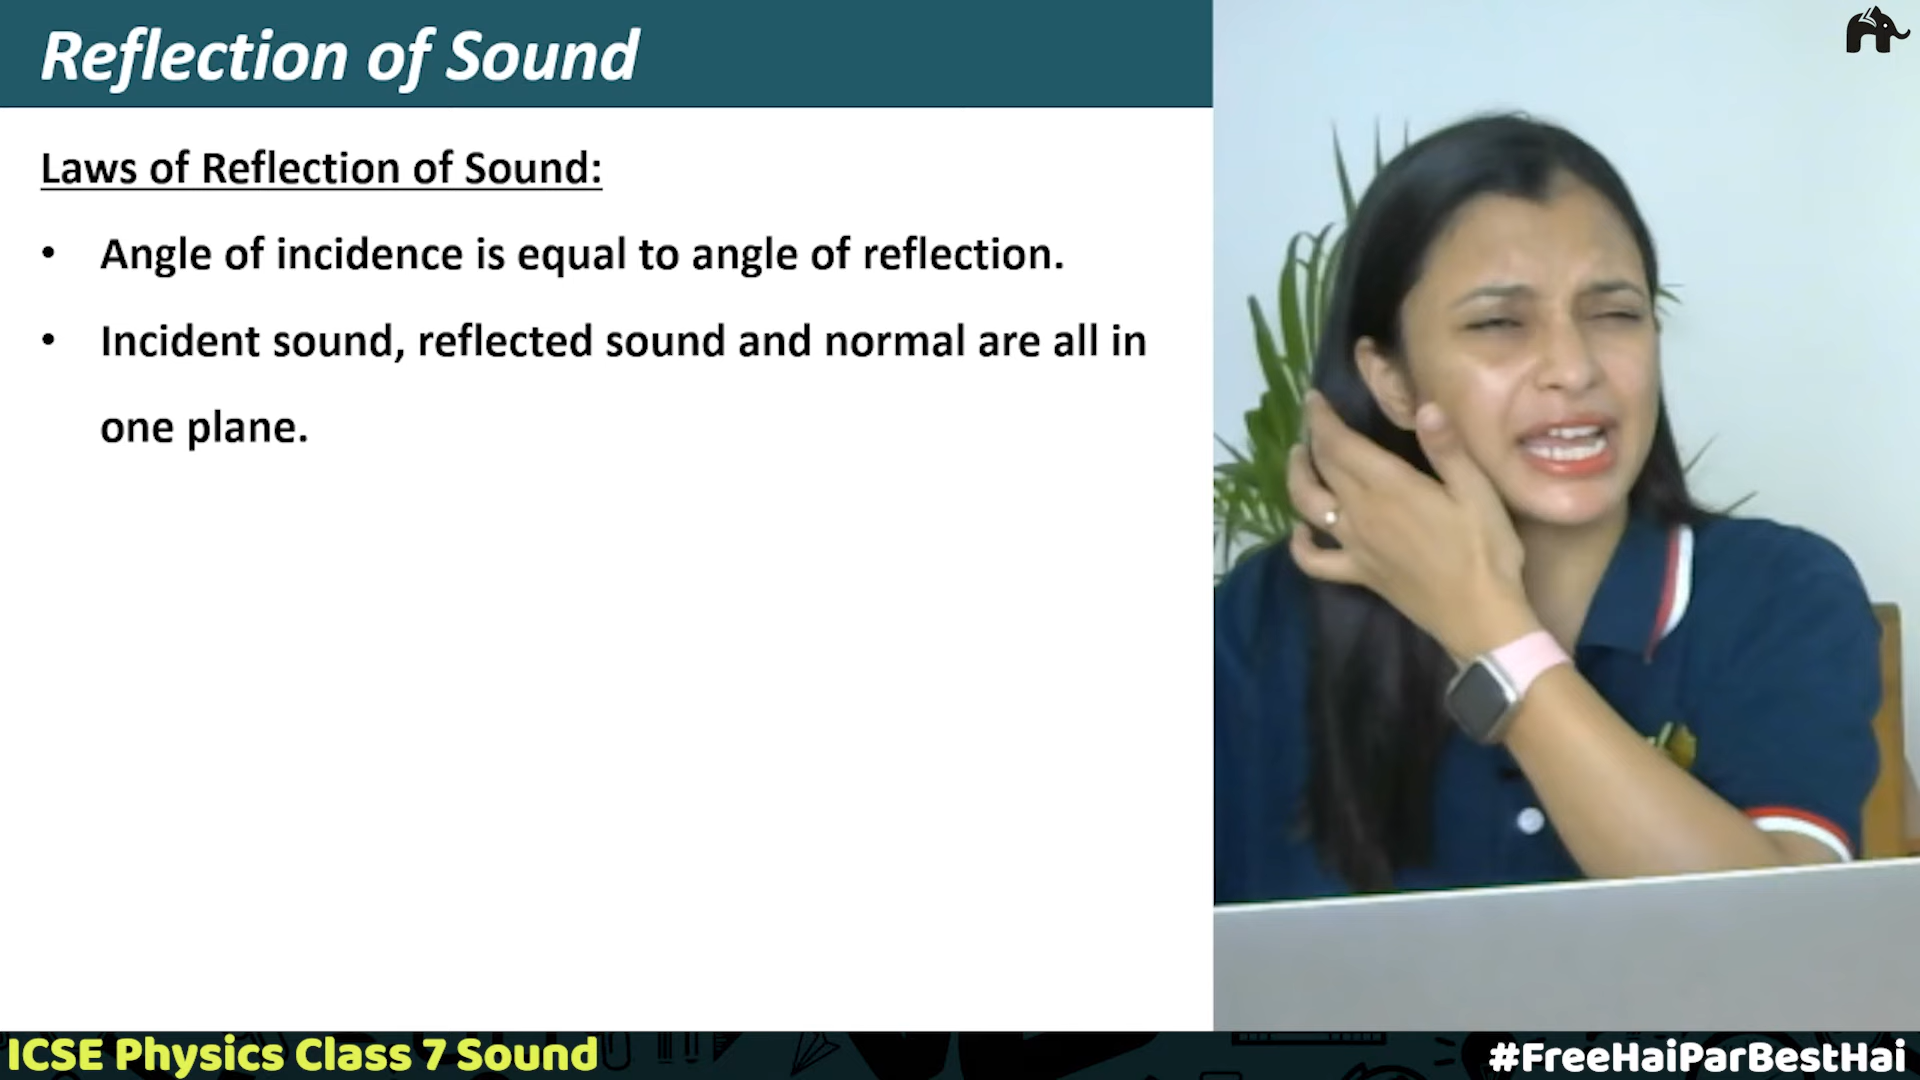 Reflection of Sound
Laws of Reflection of Sound:
• Angle of incidence is equal to angle of reflection.
• Incident sound, reflected sound and normal are all in
one plane.
ICSE Physics Class 7 Sound
#FreeHaiParBestHai